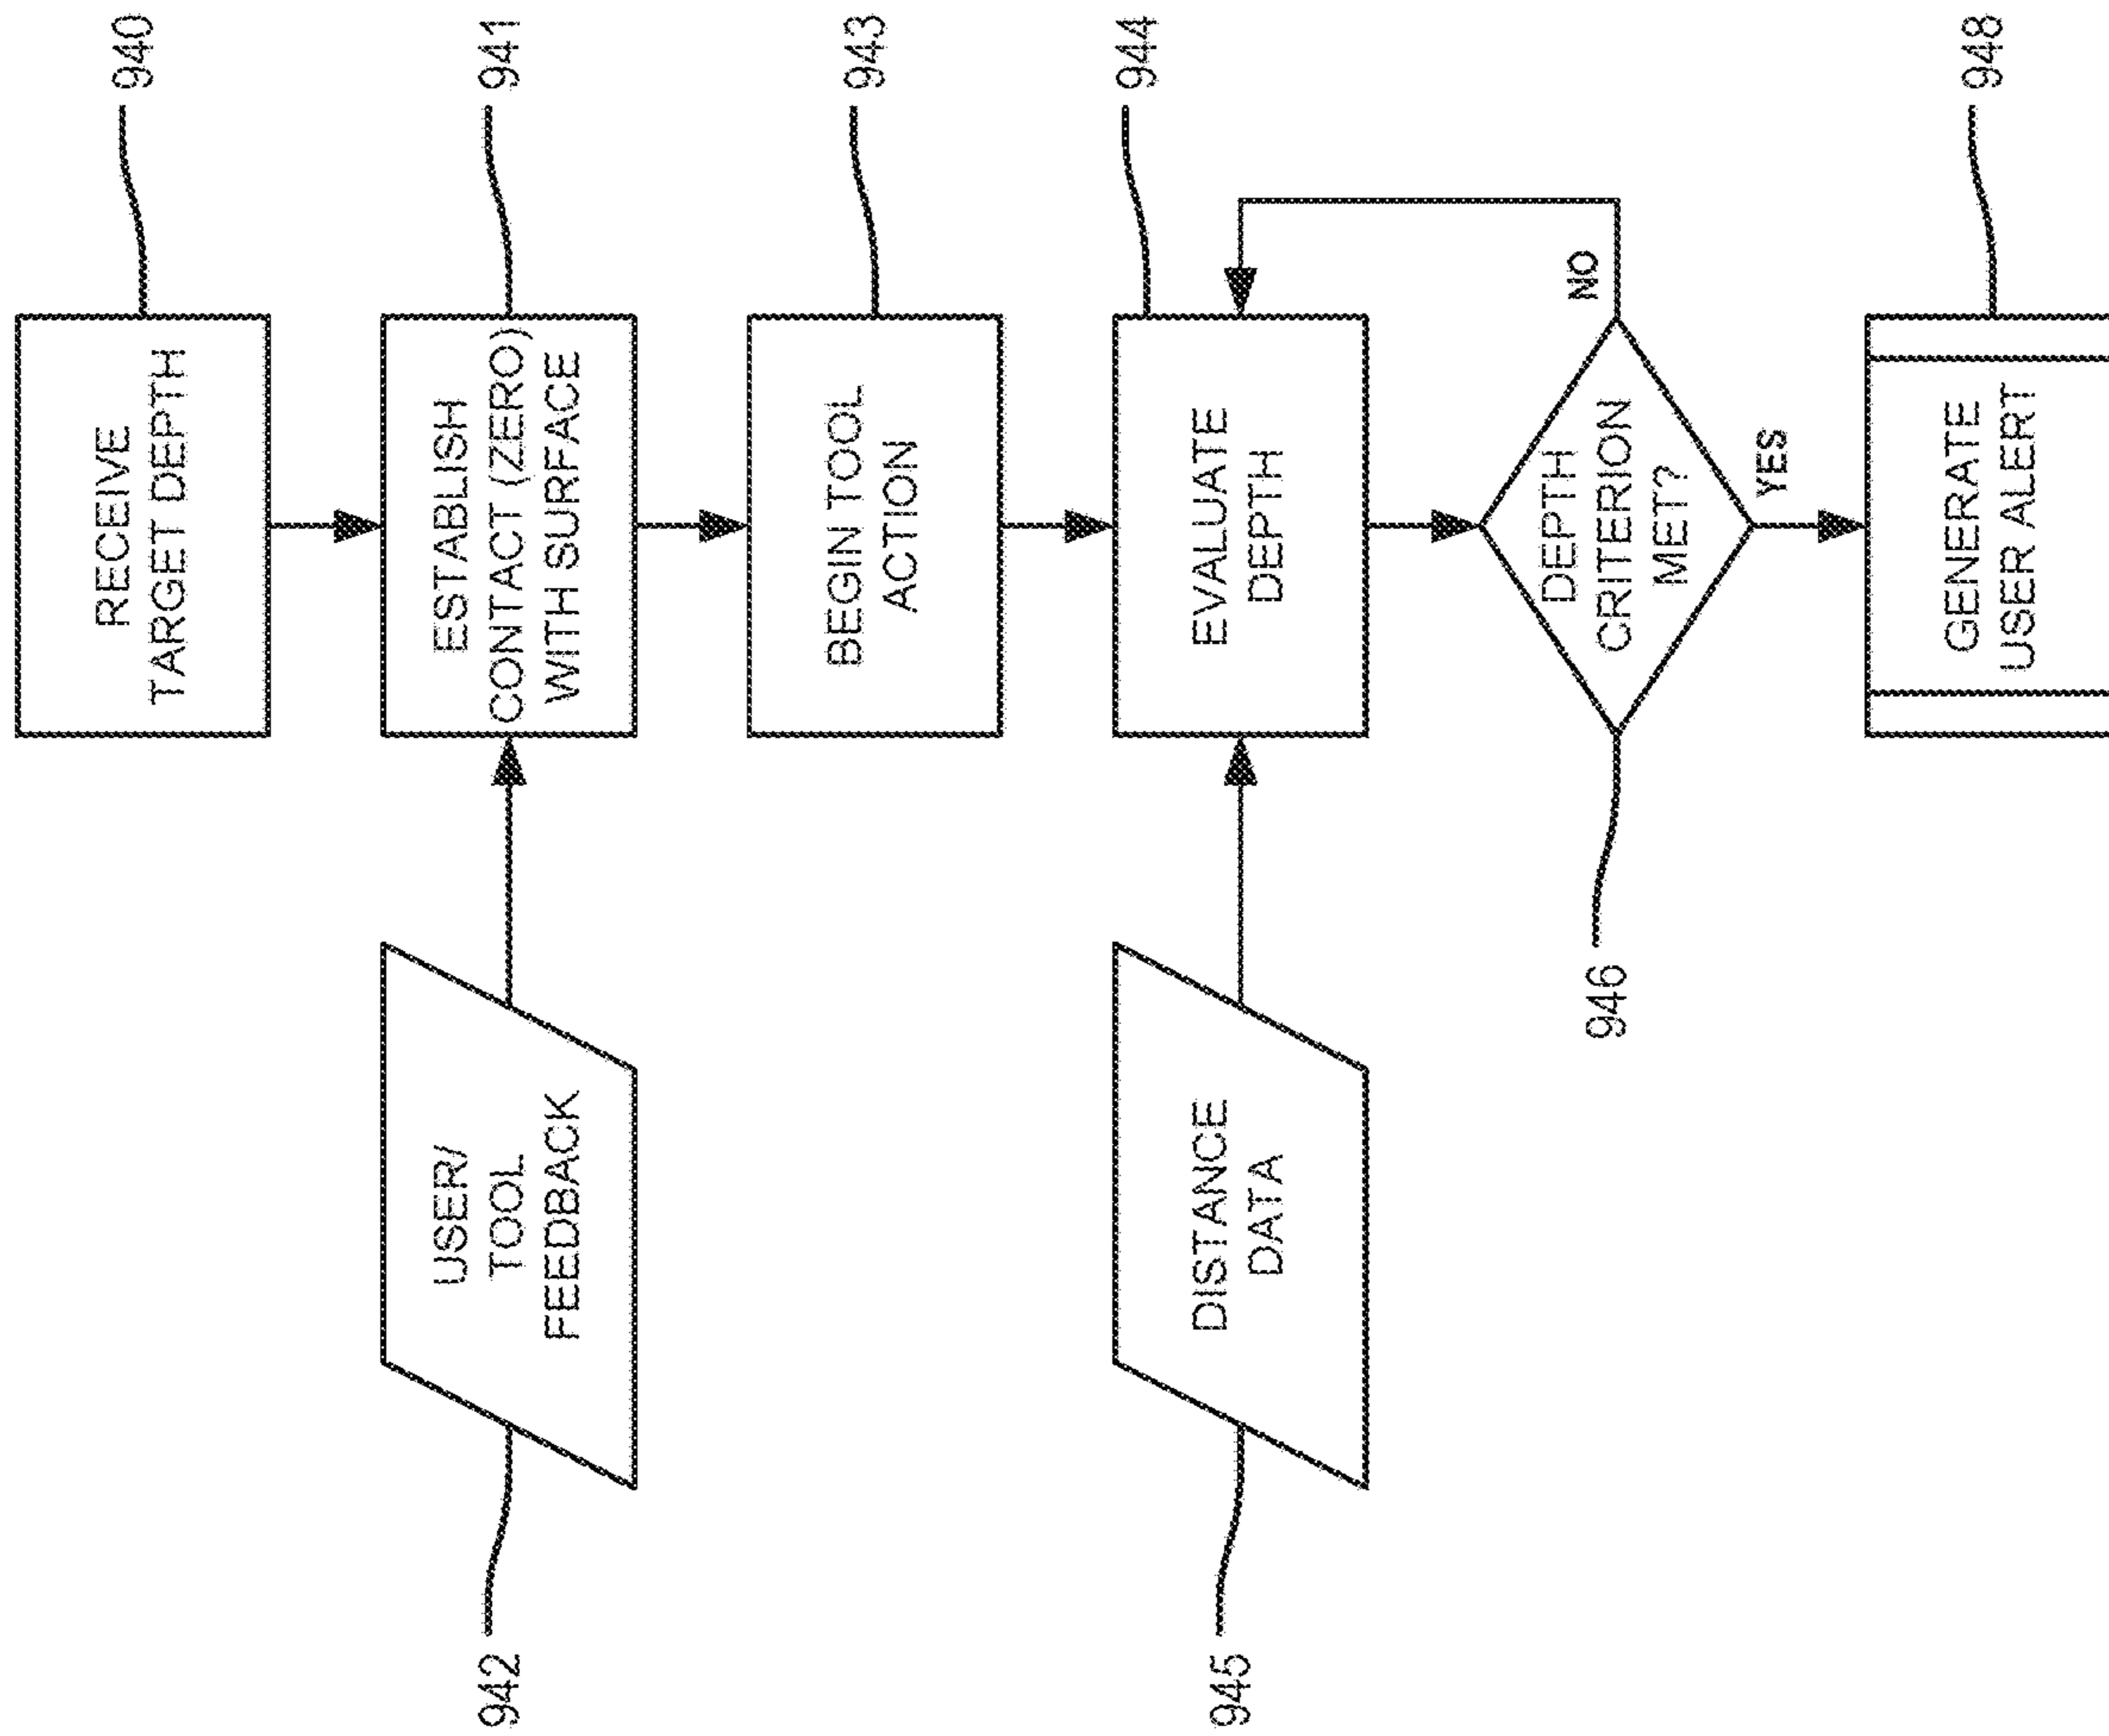 RECEIVE
TARGET DEPTH
940
USER/
TOOL
FEEDBACK
942
ESTABLISH
CONTACT (ZERO)
WITH SURFACE
941
BEGIN TOOL
ACTION
943
DISTANCE
DATA
945
EVALUATE
DEPTH
944
DEPTH
CRITERION
MET?
946
NO
YES
GENERATE
USER ALERT
948